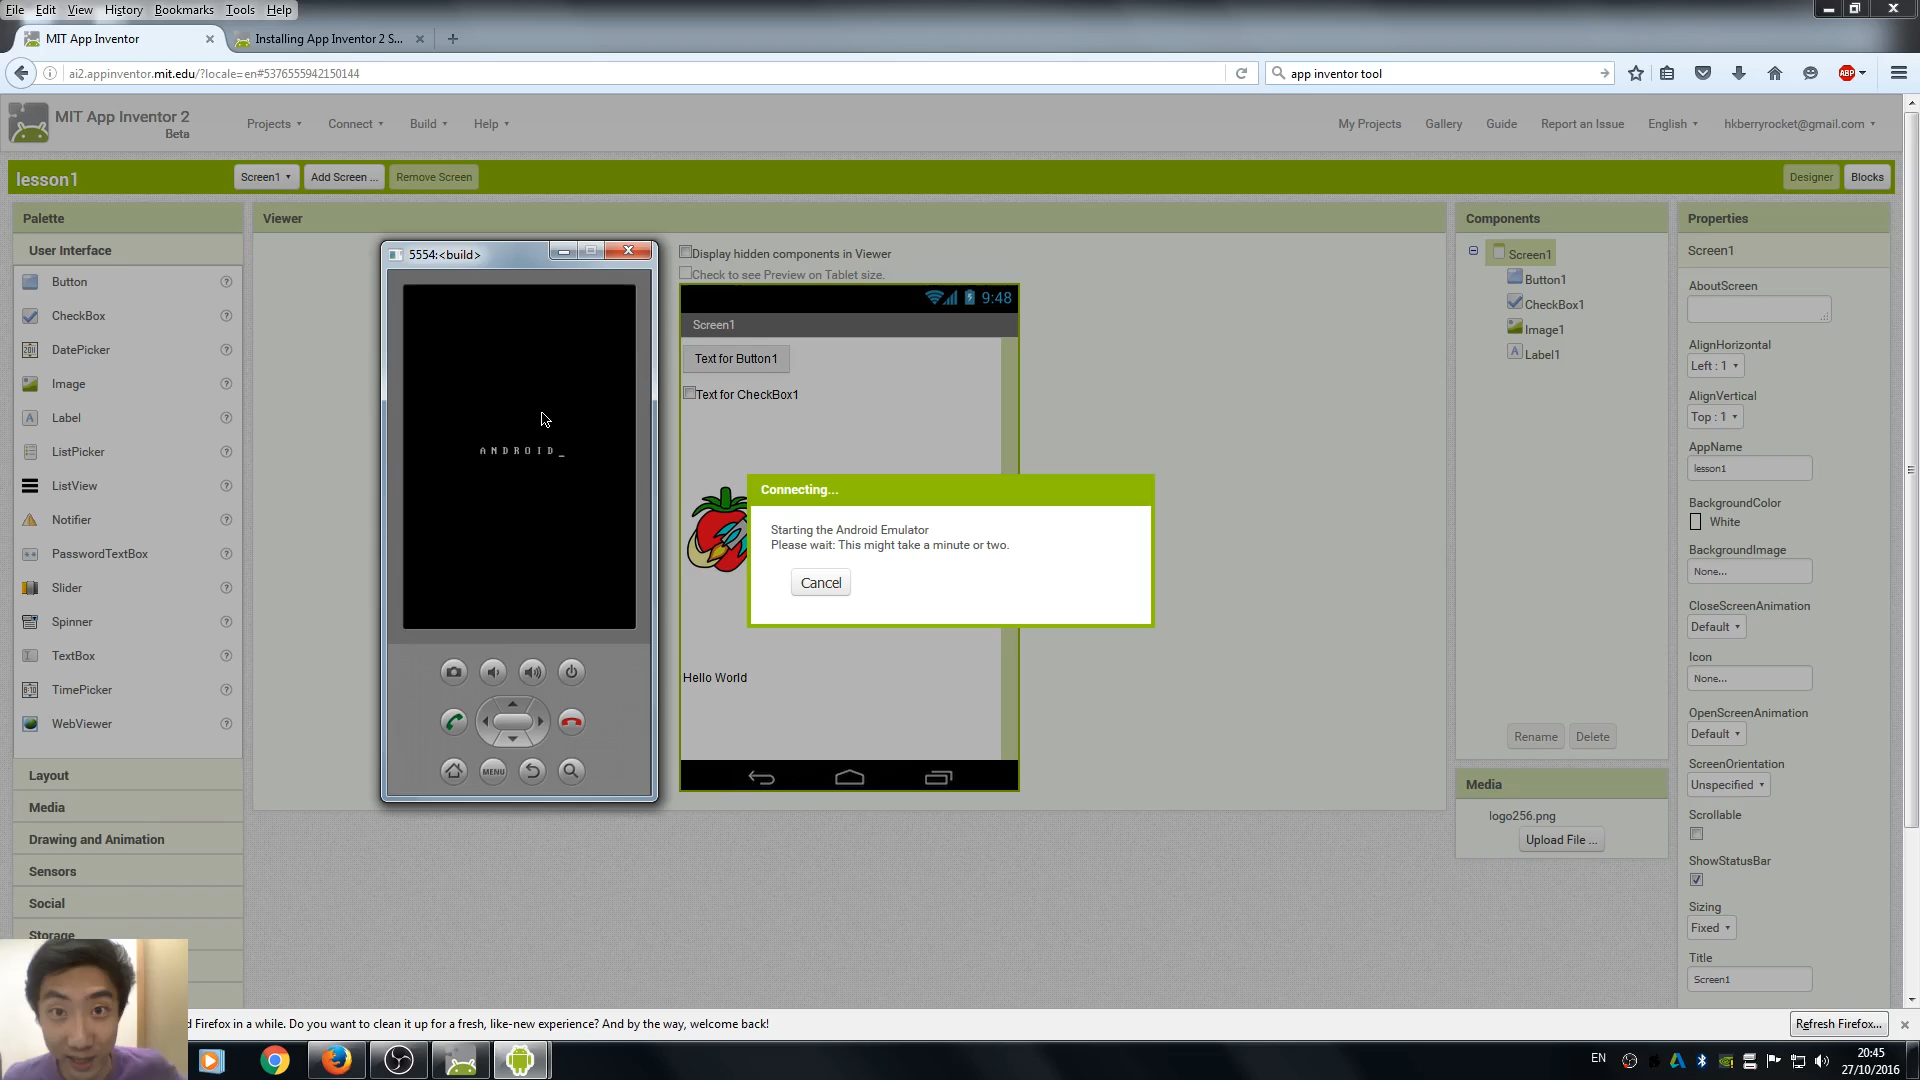 File Edit View History Bookmarks Tools Help
MIT App Inventor
Installing App Inventor 2 S...
ai2.appinventor.mit.edu/?locale=en#5376555942150144
app inventor tool
ABP
MIT App Inventor 2
Beta
Projects Connect Build Help
My Projects Gallery Guide Report an Issue English hkberryrocket@gmail.com
lesson1
Screen1 Add Screen ... Remove Screen
Designer Blocks
Palette
User Interface
Button
CheckBox
DatePicker
Image
Label
ListPicker
ListView
Notifier
PasswordTextBox
Slider
Spinner
TextBox
TimePicker
WebViewer
Layout
Media
Drawing and Animation
Sensors
Social
Storage
Viewer
5554:<build>
ANDROID_
MENU
Display hidden components in Viewer
Check to see Preview on Tablet size.
9:48
Screen1
Text for Button1
Text for CheckBox1
Hello World
Connecting...
Starting the Android Emulator
Please wait: This might take a minute or two.
Cancel
Components
Screen1
Button1
CheckBox1
Image1
Label1
Rename Delete
Media
logo256.png
Upload File ...
Properties
Screen1
AboutScreen
AlignHorizontal
Left : 1
AlignVertical
Top : 1
AppName
lesson1
BackgroundColor
White
BackgroundImage
None...
CloseScreenAnimation
Default
Icon
None...
OpenScreenAnimation
Default
ScreenOrientation
Unspecified
Scrollable
ShowStatusBar
Sizing
Fixed
Title
Screen1
d Firefox in a while. Do you want to clean it up for a fresh, like-new experience? And by the way, welcome back!
Refresh Firefox...
EN
20:45
27/10/2016